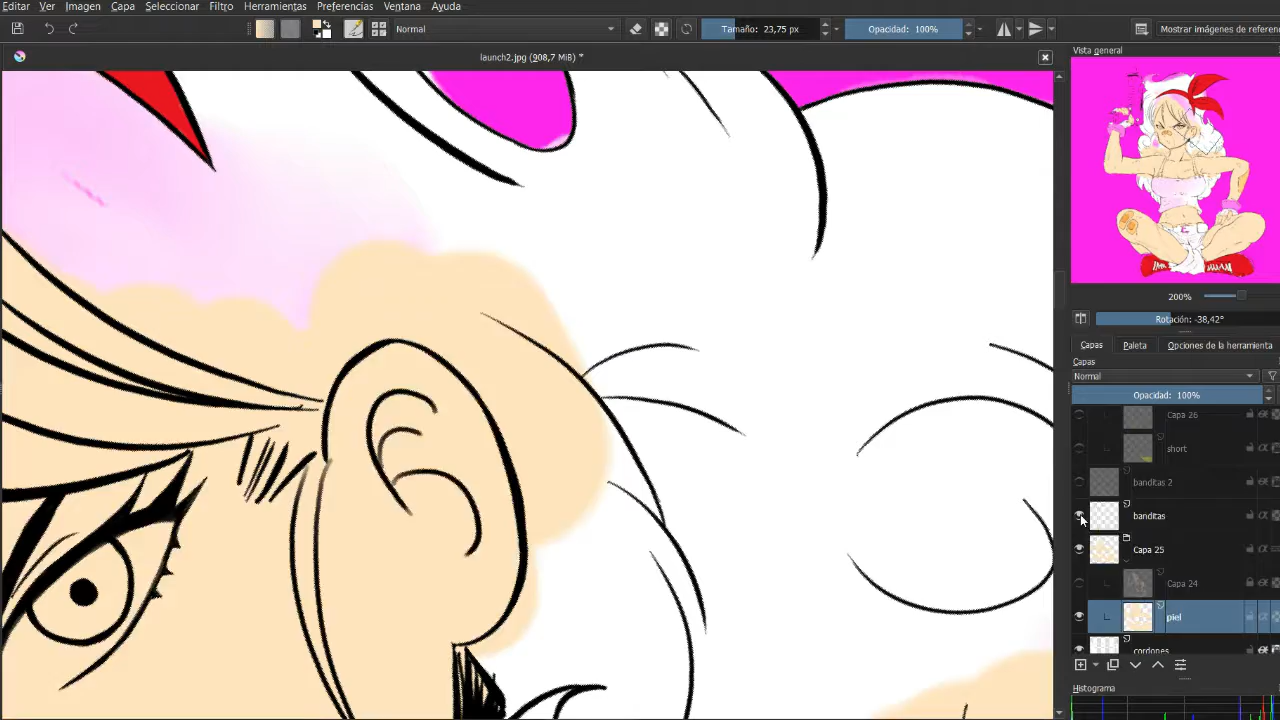 Editar Ver Imagen Capa Seleccionar Filtro Herramientas Preferencias Ventana Ayuda
Normal Tamaño: 23,75 px Opacidad: 100% Mostrar imágenes de referen
launch2.jpg (908,7 MiB) *
Vista general
200%
Rotación: -38,42°
Capas Paleta Opciones de la herramienta
Capas
Normal
Opacidad: 100%
Capa 26
short
banditas 2
banditas
Capa 25
Capa 24
piel
cordones
Histograma